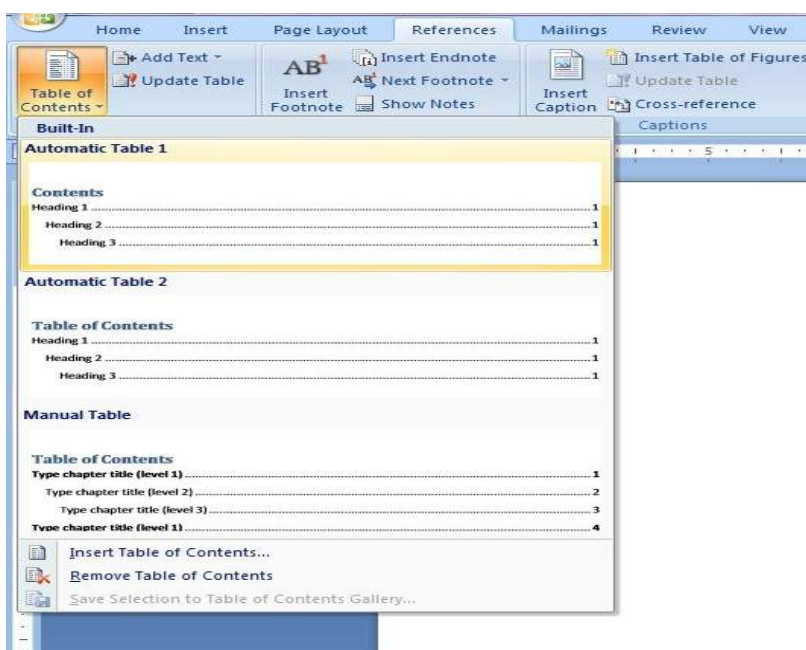 Home Insert Page Layout References Mailings Review View
Add Text Insert Endnote Insert Table of Figures
Update Table AB¹ Next Footnote Update Table
Table of Contents Insert Footnote Show Notes Insert Caption Cross-reference
Captions
Built-In
Automatic Table 1
5
Contents
Heading 1 ... 1
Heading 2 ... 1
Heading 3 ... 1
Automatic Table 2
Table of Contents
Heading 1 ... 1
Heading 2 ... 1
Heading 3 ... 1
Manual Table
Table of Contents
Type chapter title (level 1) ... 1
Type chapter title (level 2) ... 2
Type chapter title (level 3) ... 3
Type chapter title (level 1) ... 4
Insert Table of Contents...
Remove Table of Contents
Save Selection to Table of Contents Gallery...